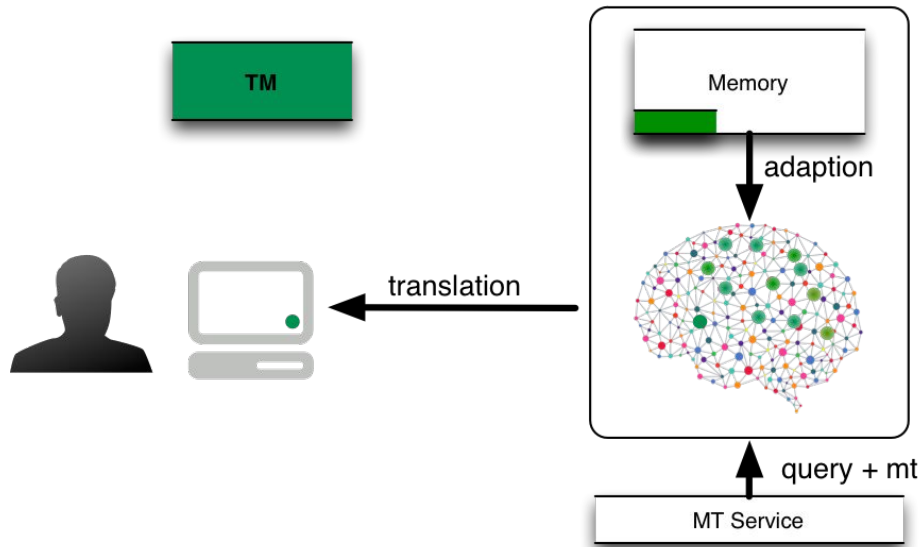 TM
Memory
adaption
translation
query + mt
MT Service